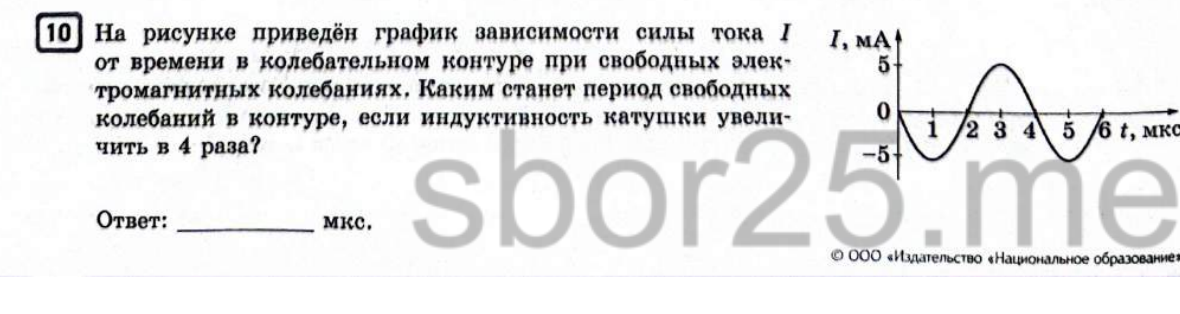 10 На рисунке приведён график зависимости силы тока I
от времени в колебательном контуре при свободных элек-
тромагнитных колебаниях. Каким станет период свободных
колебаний в контуре, если индуктивность катушки увели-
чить в 4 раза?
Ответ: ____________ мкс.
I, мА
5
0
-5
1 2 3 4 5 6 t, мкс
sbor25.me
© ООО «Издательство «Национальное образование»